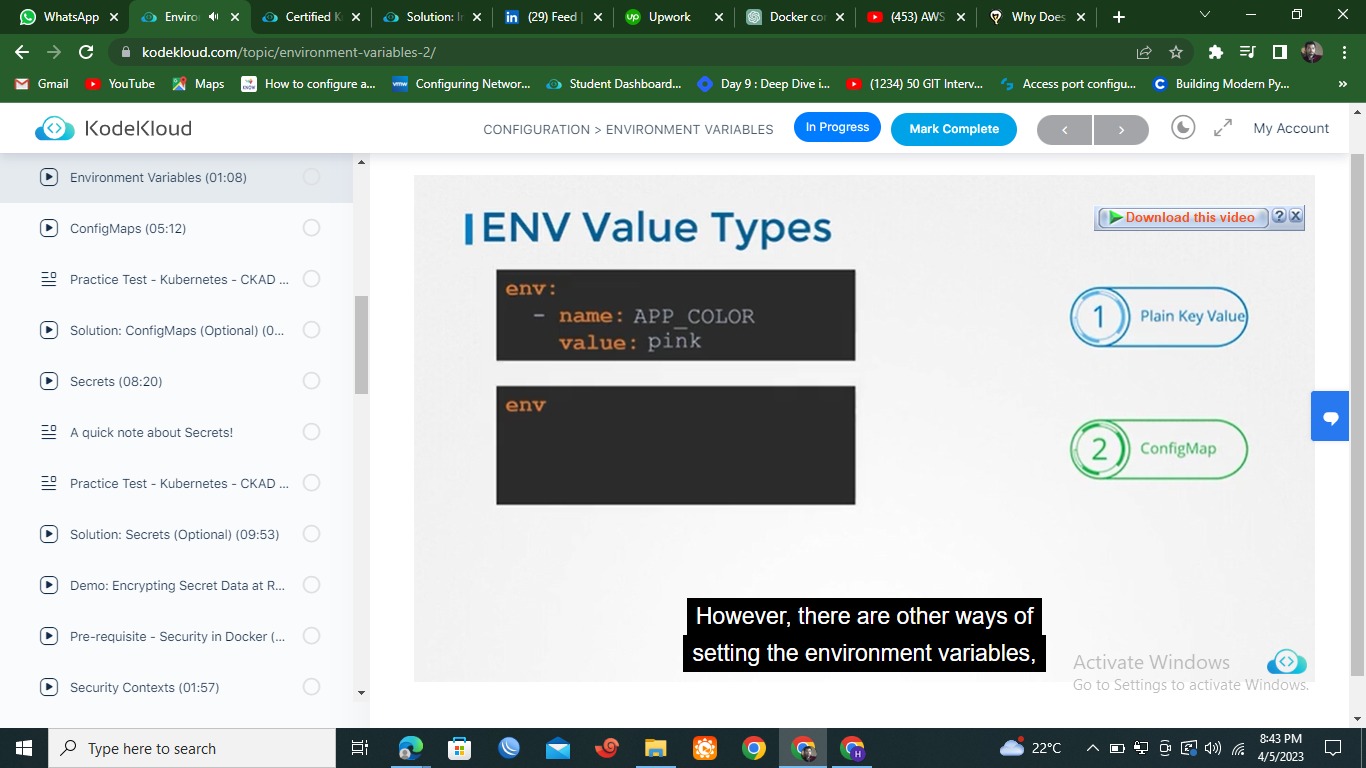 WhatsApp
Enviro
Certified K
Solution: I
(29) Feed |
Upwork
Docker co
(453) AWS
Why Does
kodekloud.com/topic/environment-variables-2/
Gmail
YouTube
Maps
How to configure a...
Configuring Networ...
Student Dashboard...
Day 9 : Deep Dive i...
(1234) 50 GIT Interv...
Access port configu...
Building Modern Py...
»
KodeKloud
CONFIGURATION > ENVIRONMENT VARIABLES
In Progress
Mark Complete
<
>
My Account
Environment Variables (01:08)
ConfigMaps (05:12)
Practice Test - Kubernetes - CKAD ...
Solution: ConfigMaps (Optional) (0...
Secrets (08:20)
A quick note about Secrets!
Practice Test - Kubernetes - CKAD ...
Solution: Secrets (Optional) (09:53)
Demo: Encrypting Secret Data at R...
Pre-requisite - Security in Docker (...
Security Contexts (01:57)
ENV Value Types
Download this video
?
env:
- name: APP_COLOR
value: pink
1 Plain Key Value
env
2 ConfigMap
However, there are other ways of
setting the environment variables,
Activate Windows
Go to Settings to activate Windows.
Type here to search
22°C
8:43 PM
4/5/2023